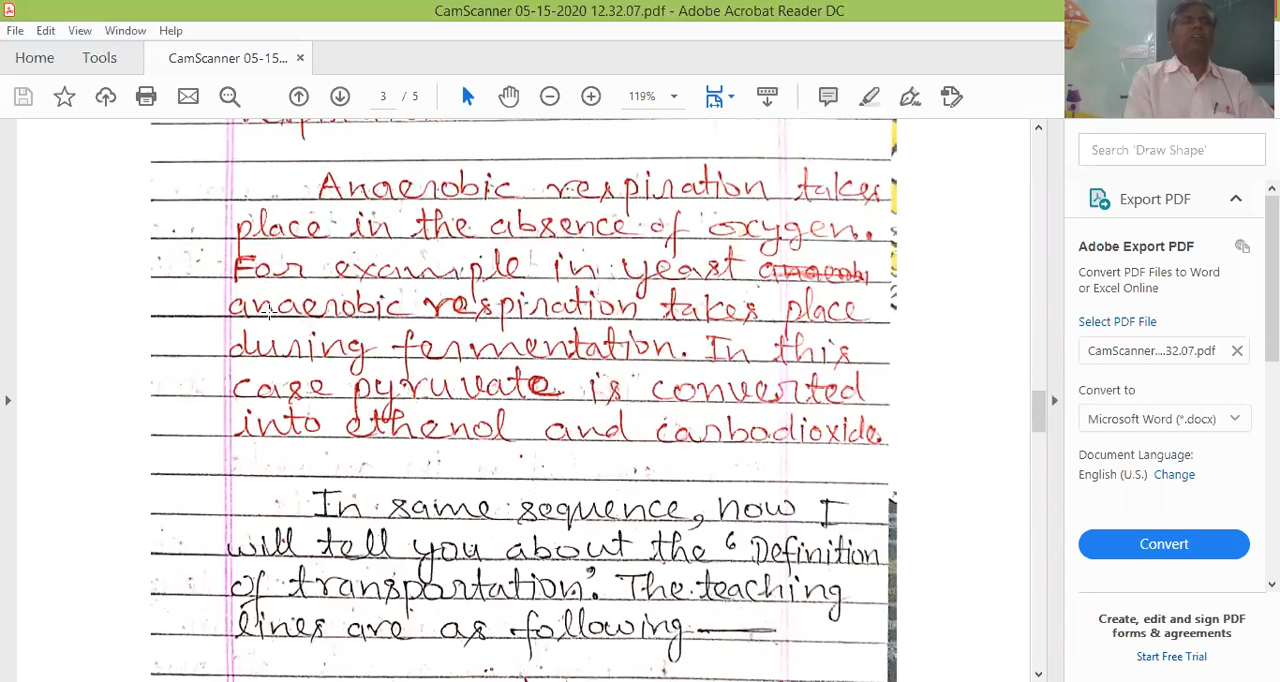 CamScanner 05-15-2020 12.32.07.pdf - Adobe Acrobat Reader DC
File Edit View Window Help
Home Tools CamScanner 05-15... ×
3 / 5 119%
Search 'Draw Shape'
Export PDF
Adobe Export PDF
Convert PDF Files to Word
or Excel Online
Select PDF File
CamScanner....32.07.pdf
Convert to
Microsoft Word (*.docx)
Document Language:
English (U.S.) Change
Convert
Create, edit and sign PDF
forms & agreements
Start Free Trial
Anaerobic respiration takes
place in the absence of oxygen.
For example in yeast anaerobi
anaerobic respiration takes place
during fermentation. In this
case pyruvate is converted
into ethenol and carbodioxide.
In same sequence, now I
will tell you about the ‘Definition
of transportation’. The teaching
lines are as following —